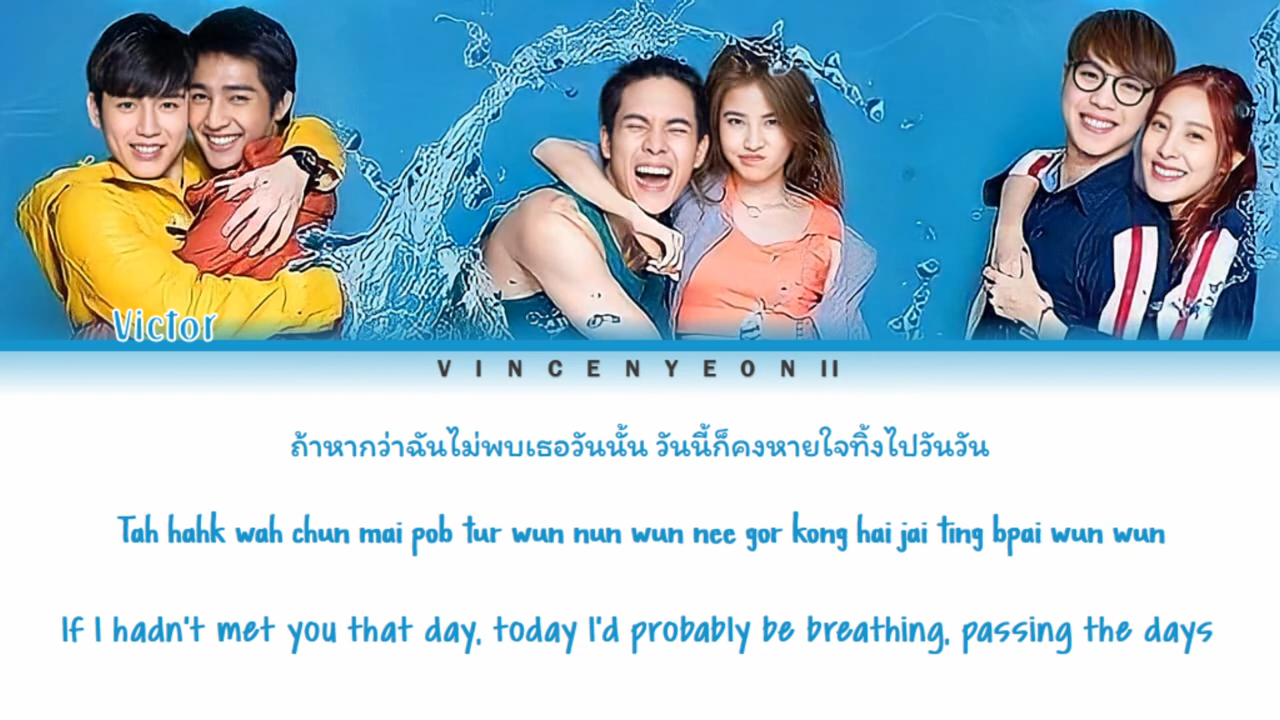 Victor
VINCENYEON II
ถ้าหากว่าฉันไม่พบเธอวันนั้น วันนี้ก็คงหายใจทิ้งไปวันวัน
Tah hahk wah chun mai pob tur wun nun wun nee gor kong hai jai ting bpai wun wun
If I hadn't met you that day, today I'd probably be breathing, passing the days